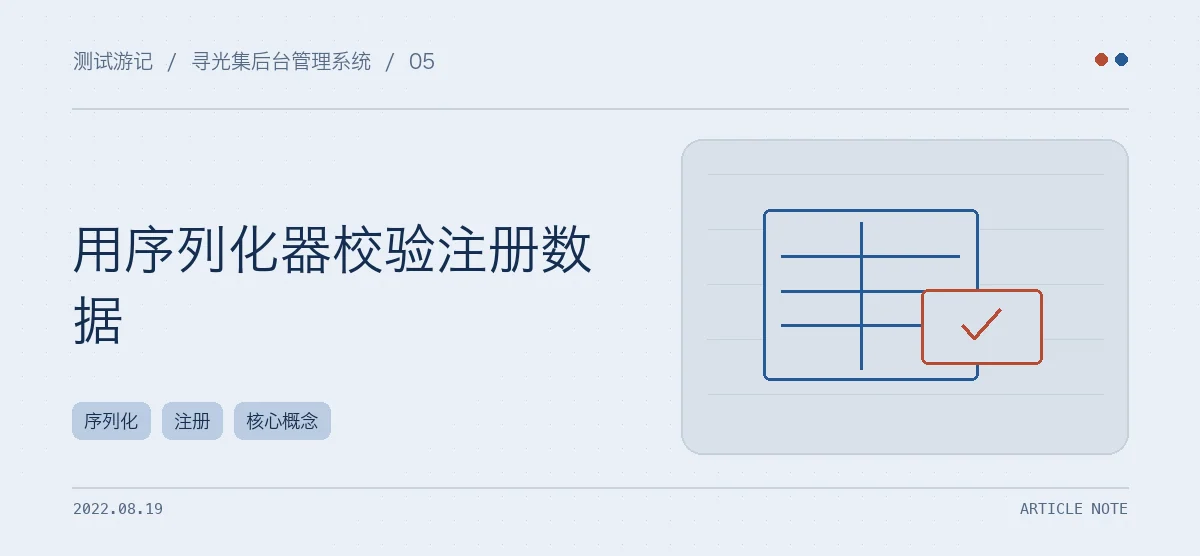 测试游记 / 寻光集后台管理系统 / 05
用序列化器校验注册数
据
序列化 注册 核心概念
2022.08.19 ARTICLE NOTE